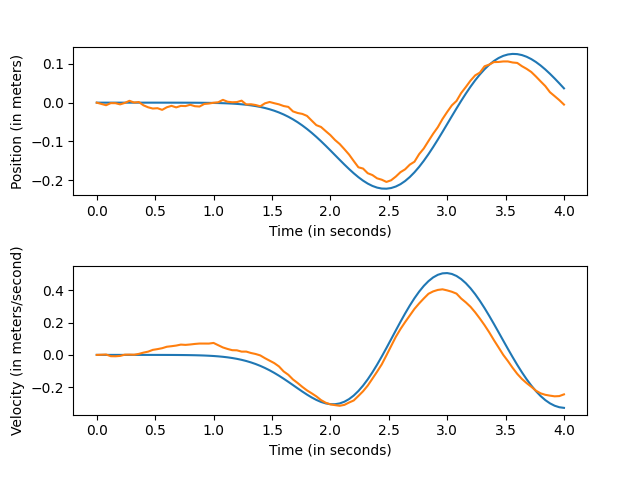 Position (in meters)
0.1
0.0
−0.1
−0.2
0.0 0.5 1.0 1.5 2.0 2.5 3.0 3.5 4.0
Time (in seconds)
Velocity (in meters/second)
0.4
0.2
0.0
−0.2
0.0 0.5 1.0 1.5 2.0 2.5 3.0 3.5 4.0
Time (in seconds)